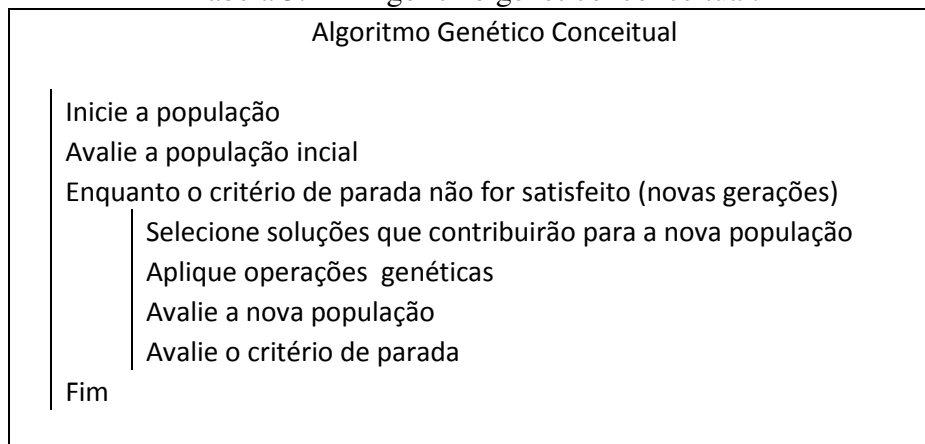 Algoritmo Genético Conceitual
Inicie a população
Avalie a população incial
Enquanto o critério de parada não for satisfeito (novas gerações)
Selecione soluções que contribuirão para a nova população
Aplique operações genéticas
Avalie a nova população
Avalie o critério de parada
Fim